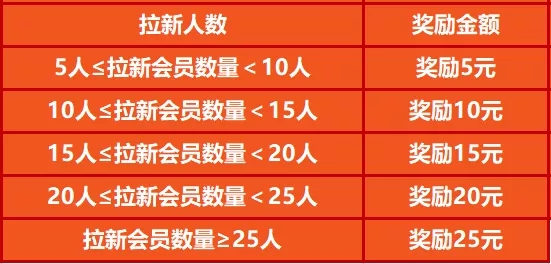 拉新人数 奖励金额
5人≤拉新会员数量<10人 奖励5元
10人≤拉新会员数量<15人 奖励10元
15人≤拉新会员数量<20人 奖励15元
20人≤拉新会员数量<25人 奖励20元
拉新会员数量≥25人 奖励25元